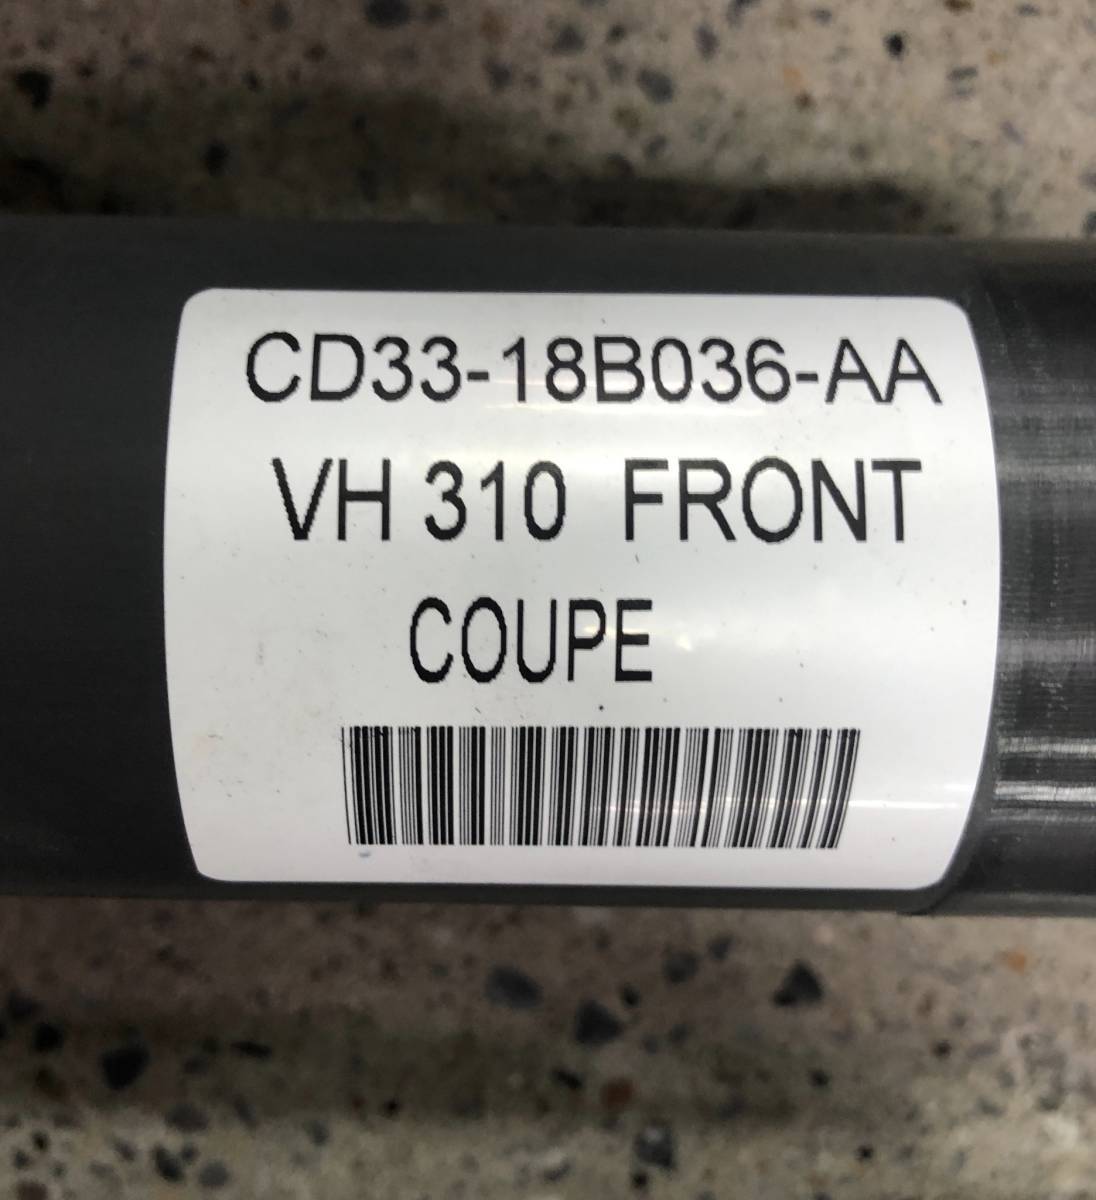 CD33-18B036-AA
VH 310 FRONT
COUPE